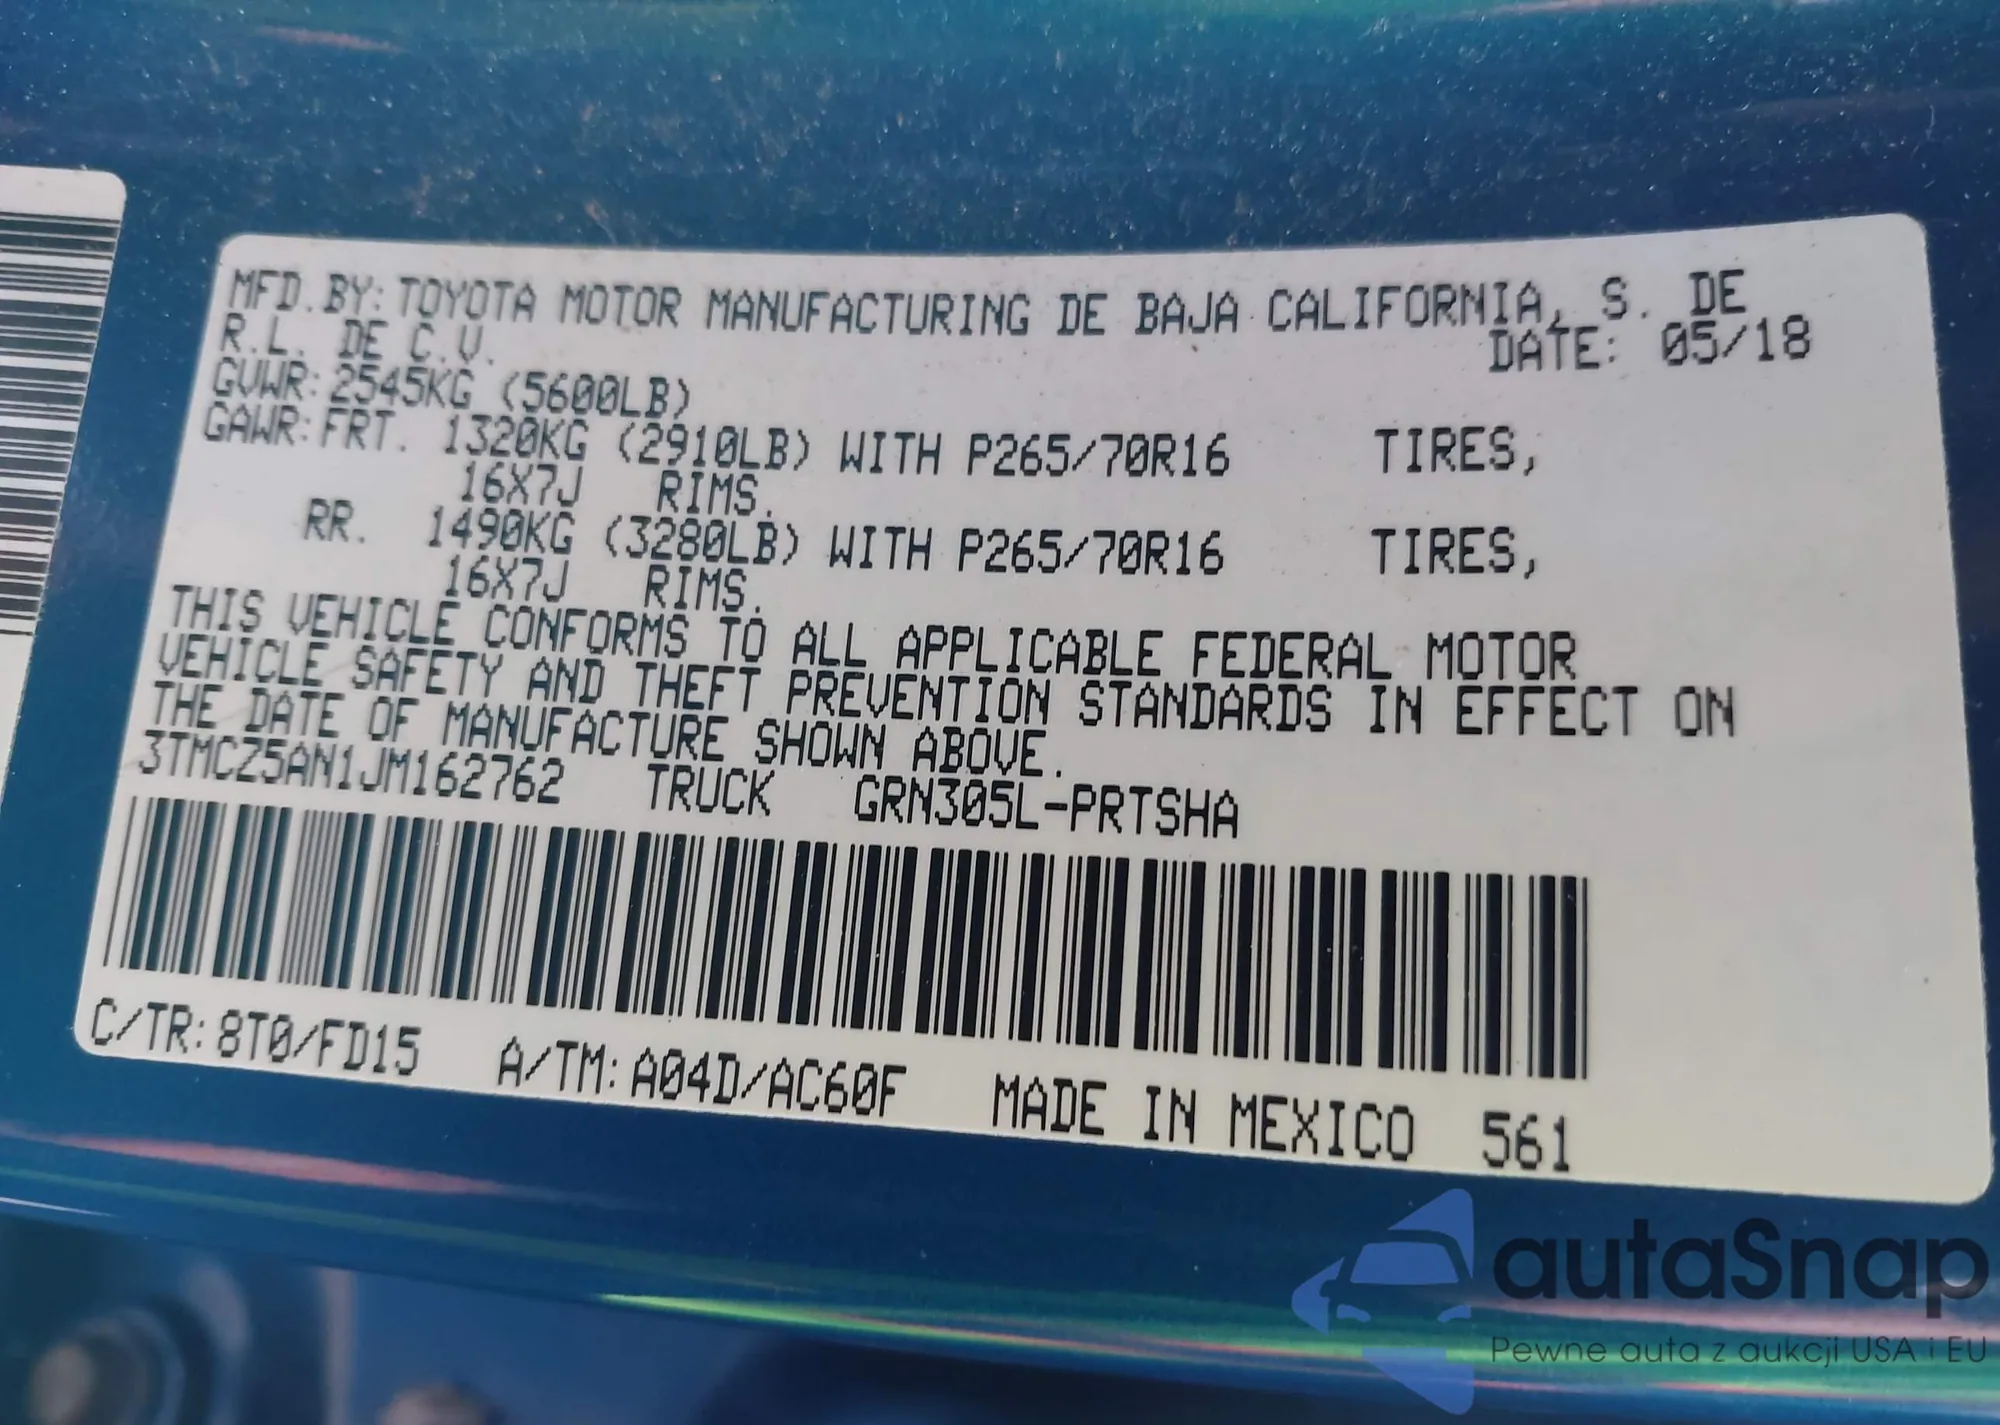 MFD.BY: TOYOTA MOTOR MANUFACTURING DE BAJA CALIFORNIA, S. DE
R.L. DE C.V.
DATE: 05/18
GVWR: 2545KG (5600LB)
GAWR: FRT. 1320KG (2910LB) WITH P265/70R16 TIRES,
16X7J RIMS.
RR. 1490KG (3280LB) WITH P265/70R16 TIRES,
16X7J RIMS.
THIS VEHICLE CONFORMS TO ALL APPLICABLE FEDERAL MOTOR
VEHICLE SAFETY AND THEFT PREVENTION STANDARDS IN EFFECT ON
THE DATE OF MANUFACTURE SHOWN ABOVE.
3TMCZ5AN1JM162762 TRUCK GRN305L-PRTSHA
C/TR: 8T0/FD15 A/TM: A04D/AC60F MADE IN MEXICO 561
autaSnap
Pewne auta z aukcji USA i EU